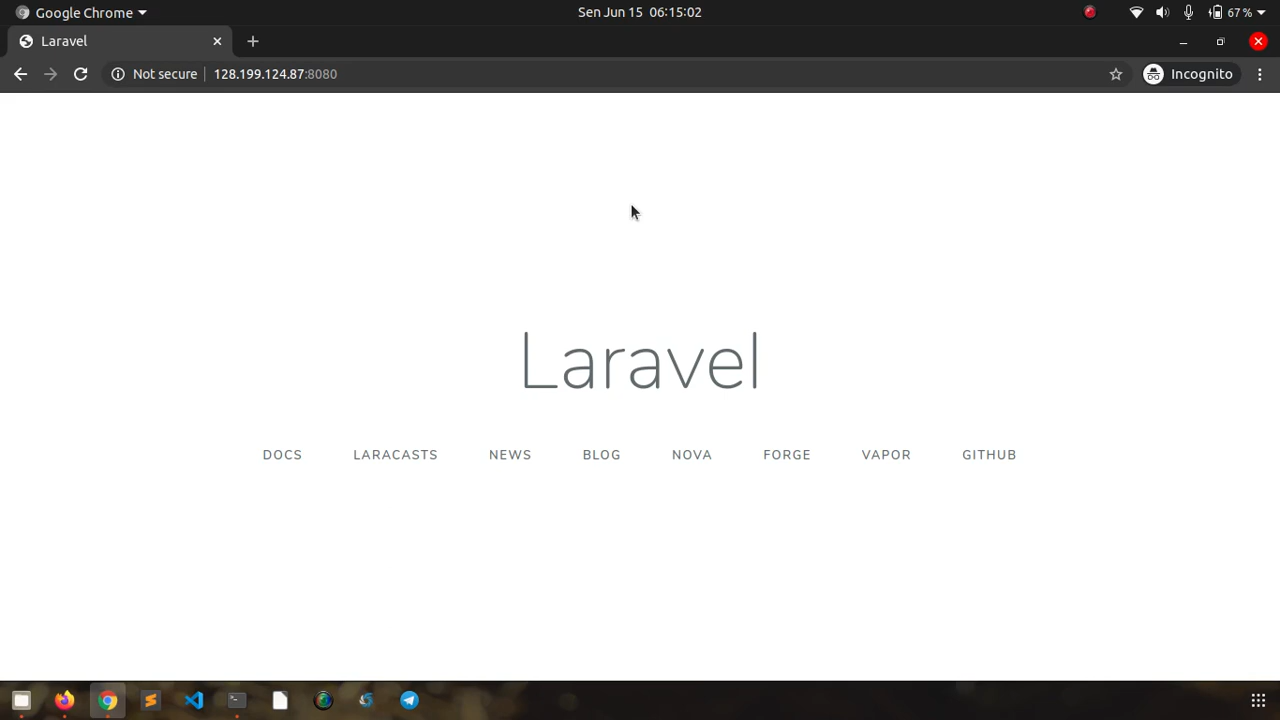 Google Chrome
Sen Jun 15 06:15:02
67 %
Laravel
Not secure
128.199.124.87:8080
Incognito
Laravel
DOCS LARACASTS NEWS BLOG NOVA FORGE VAPOR GITHUB